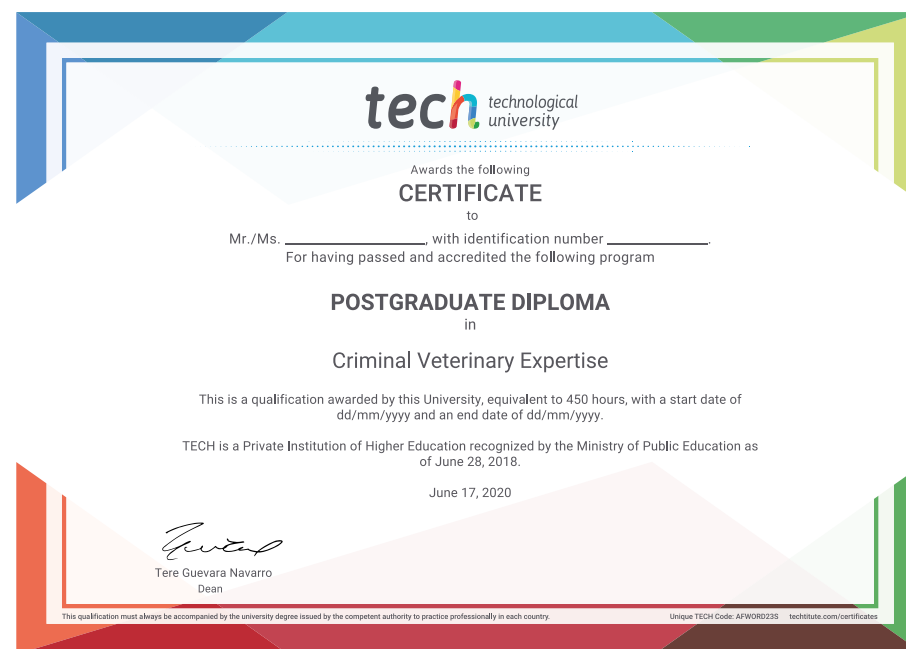 tech technological
university
Awards the following
CERTIFICATE
to
Mr./Ms. ____________, with identification number ____________.
For having passed and accredited the following program
POSTGRADUATE DIPLOMA
in
Criminal Veterinary Expertise
This is a qualification awarded by this University, equivalent to 450 hours, with a start date of
dd/mm/yyyy and an end date of dd/mm/yyyy.
TECH is a Private Institution of Higher Education recognized by the Ministry of Public Education as
of June 28, 2018.
June 17, 2020
Tere Guevara Navarro
Dean
This qualification must always be accompanied by the university degree issued by the competent authority to practice professionally in each country.
Unique TECH Code: AFWORD23S techtitute.com/certificates